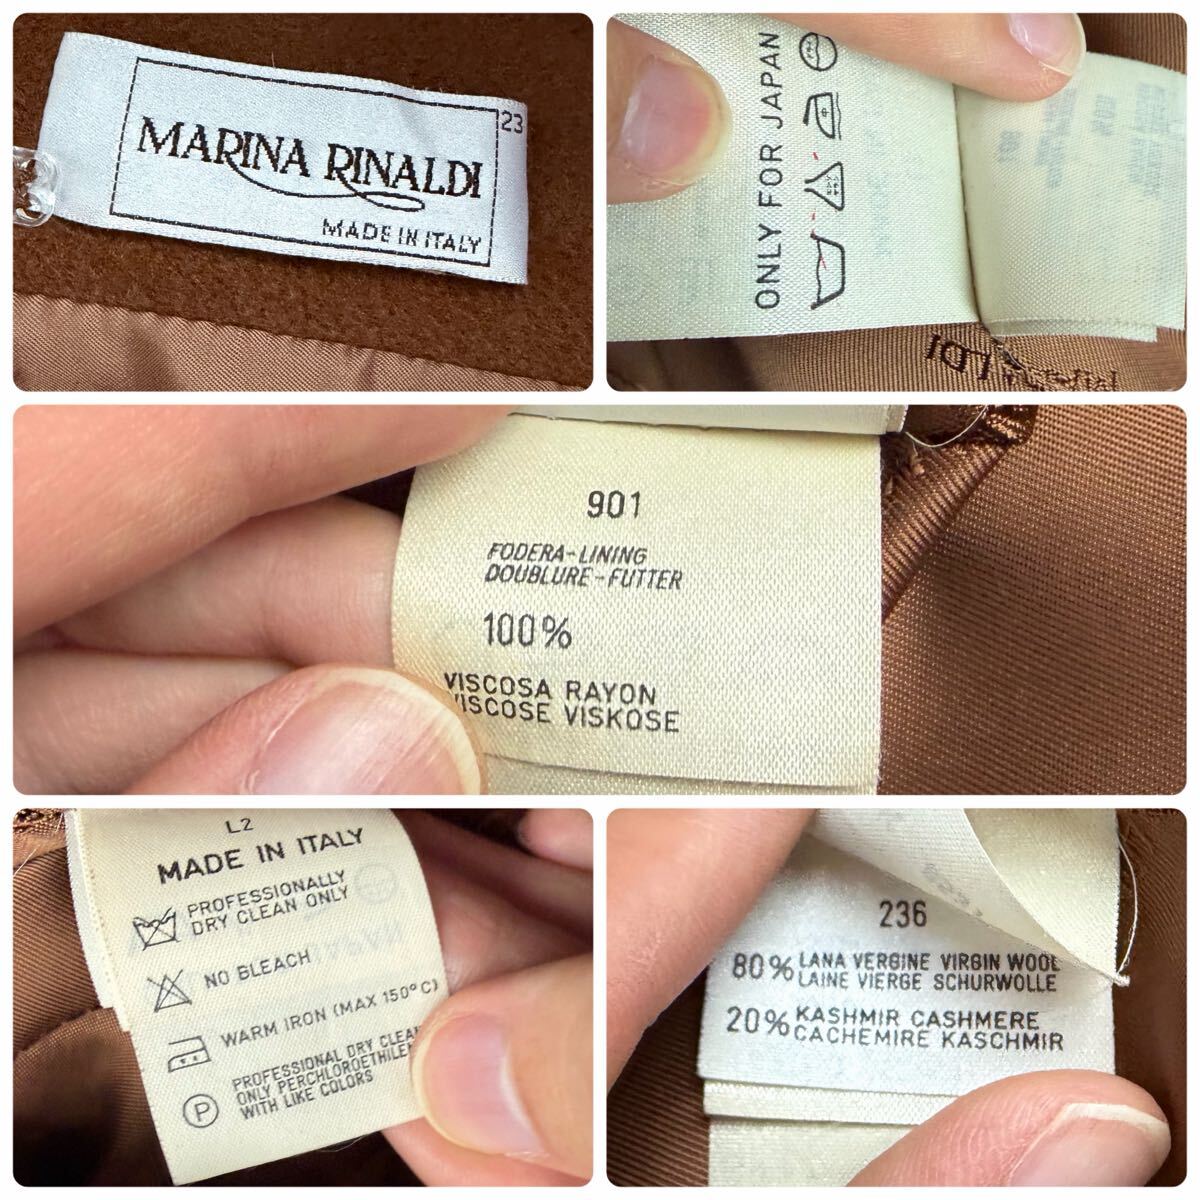 MARINA RINALDI
23
MADE IN ITALY
ONLY FOR JAPAN
901
FODERA-LINING
DOUBLURE-FUTTER
100%
VISCOSA RAYON
VISCOSE VISKOSE
L2
MADE IN ITALY
PROFESSIONALLY
DRY CLEAN ONLY
NO BLEACH
WARM IRON (MAX 150°C)
PROFESSIONAL DRY CLEAN
ONLY PERCHLOROETHILEN
WITH LIKE COLORS
P
236
80% LANA VERGINE VIRGIN WOOL
LAINE VIERGE SCHURWOLLE
20% KASHMIR CASHMERE
CACHEMIRE KASCHMIR